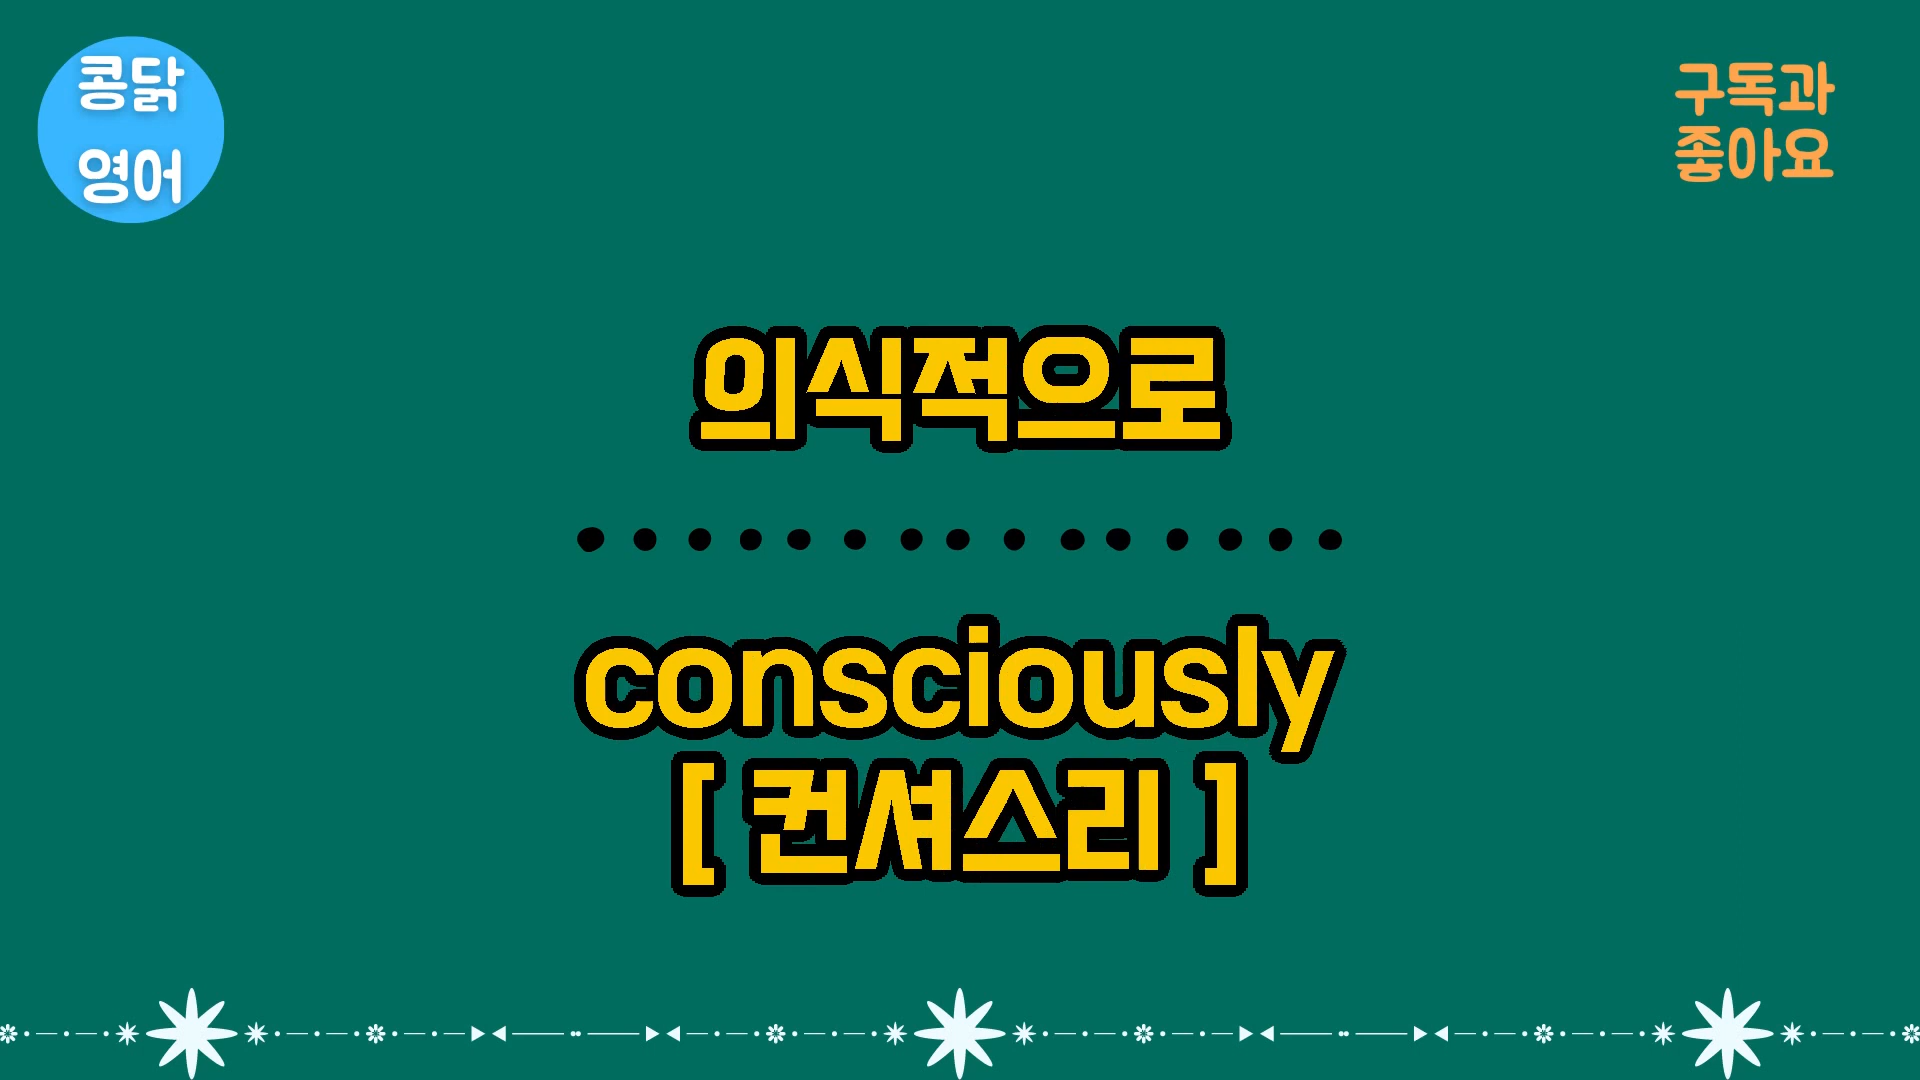 콩닭
영어
구독과
좋아요
의식적으로
consciously
[ 컨셔스리 ]